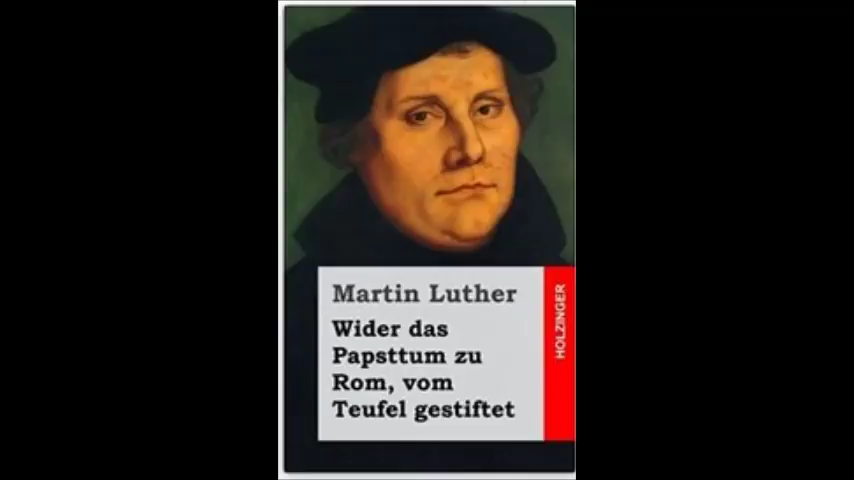 Martin Luther
Wider das
Papsttum zu
Rom, vom
Teufel gestiftet
HOLZINGER